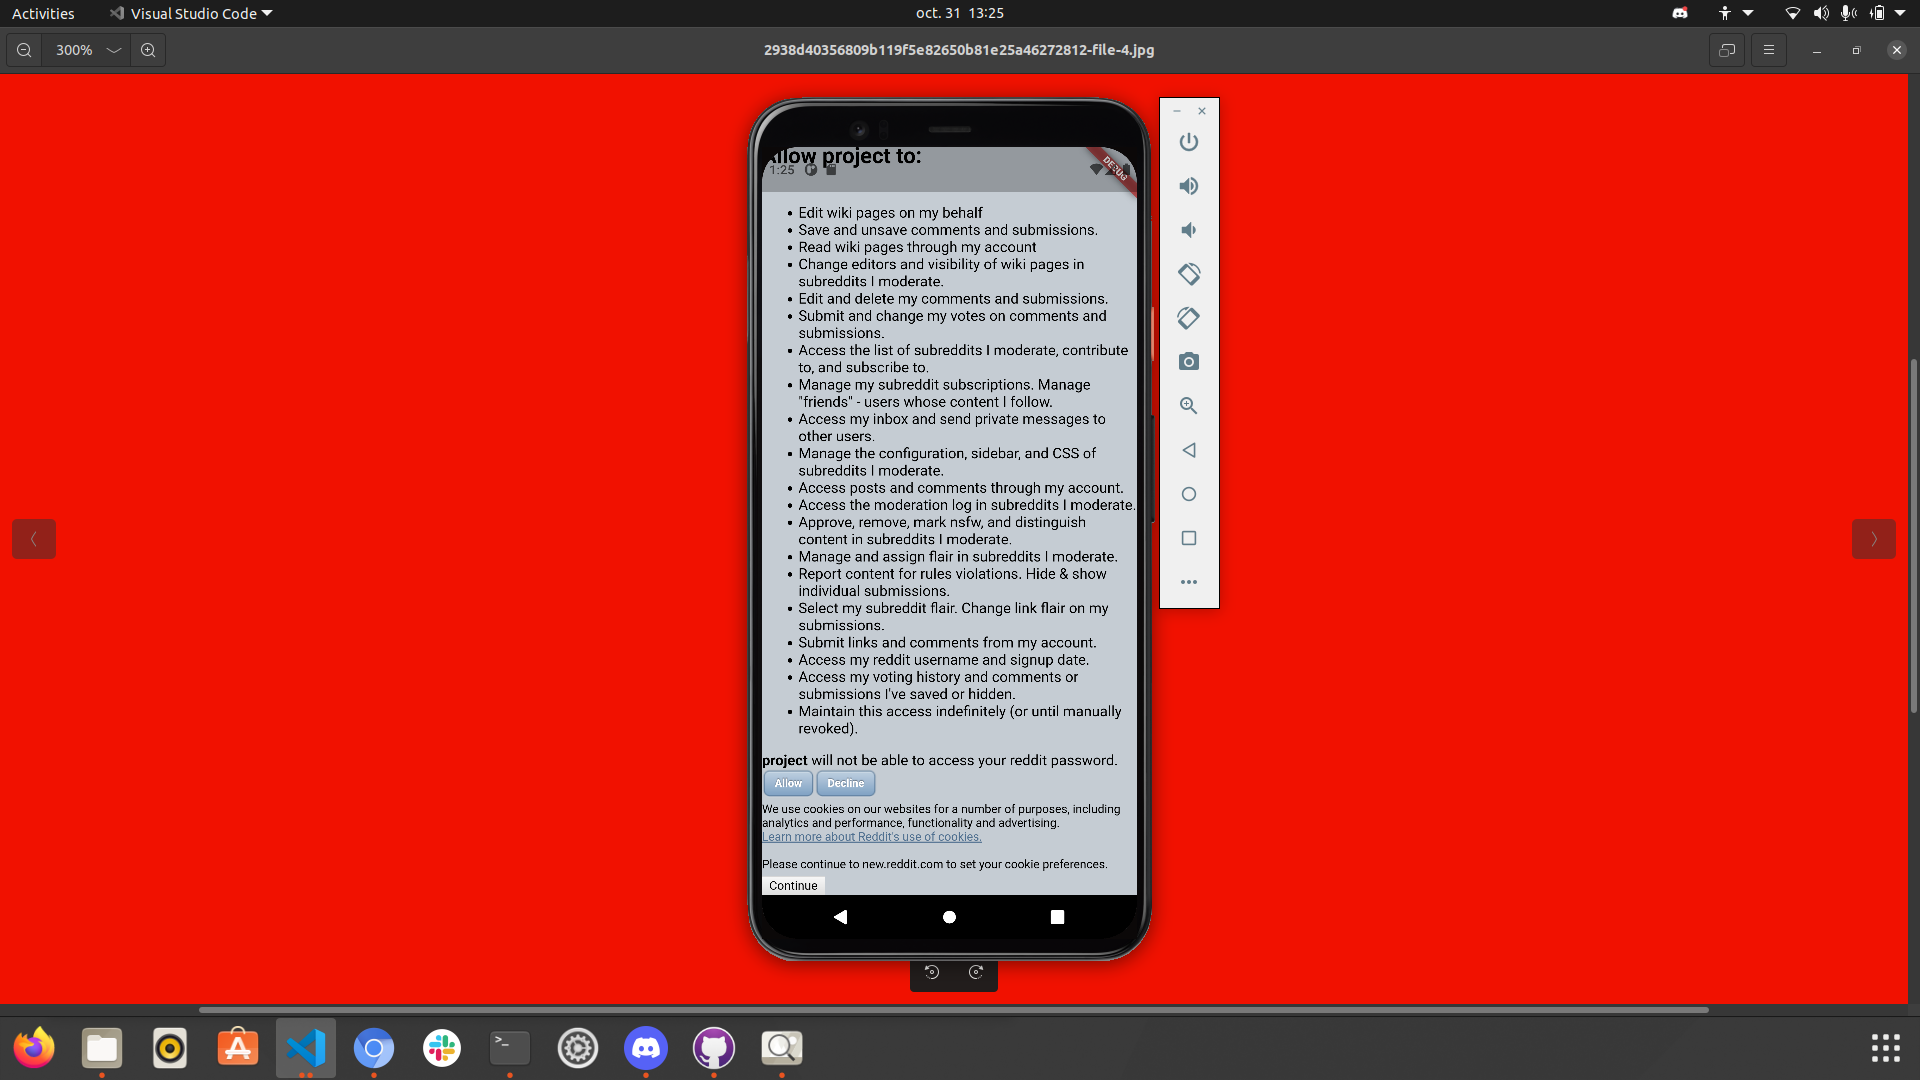 Activities
Visual Studio Code
oct. 31 13:25
300%
2938d40356809b119f5e82650b81e25a46272812-file-4.jpg
Allow project to:
1:25
DEBUG
• Edit wiki pages on my behalf
• Save and unsave comments and submissions.
• Read wiki pages through my account
• Change editors and visibility of wiki pages in
subreddits I moderate.
• Edit and delete my comments and submissions.
• Submit and change my votes on comments and
submissions.
• Access the list of subreddits I moderate, contribute
to, and subscribe to.
• Manage my subreddit subscriptions. Manage
"friends" - users whose content I follow.
• Access my inbox and send private messages to
other users.
• Manage the configuration, sidebar, and CSS of
subreddits I moderate.
• Access posts and comments through my account.
• Access the moderation log in subreddits I moderate.
• Approve, remove, mark nsfw, and distinguish
content in subreddits I moderate.
• Manage and assign flair in subreddits I moderate.
• Report content for rules violations. Hide & show
individual submissions.
• Select my subreddit flair. Change link flair on my
submissions.
• Submit links and comments from my account.
• Access my reddit username and signup date.
• Access my voting history and comments or
submissions I've saved or hidden.
• Maintain this access indefinitely (or until manually
revoked).
project will not be able to access your reddit password.
Allow Decline
We use cookies on our websites for a number of purposes, including
analytics and performance, functionality and advertising.
Learn more about Reddit's use of cookies.
Please continue to new.reddit.com to set your cookie preferences.
Continue